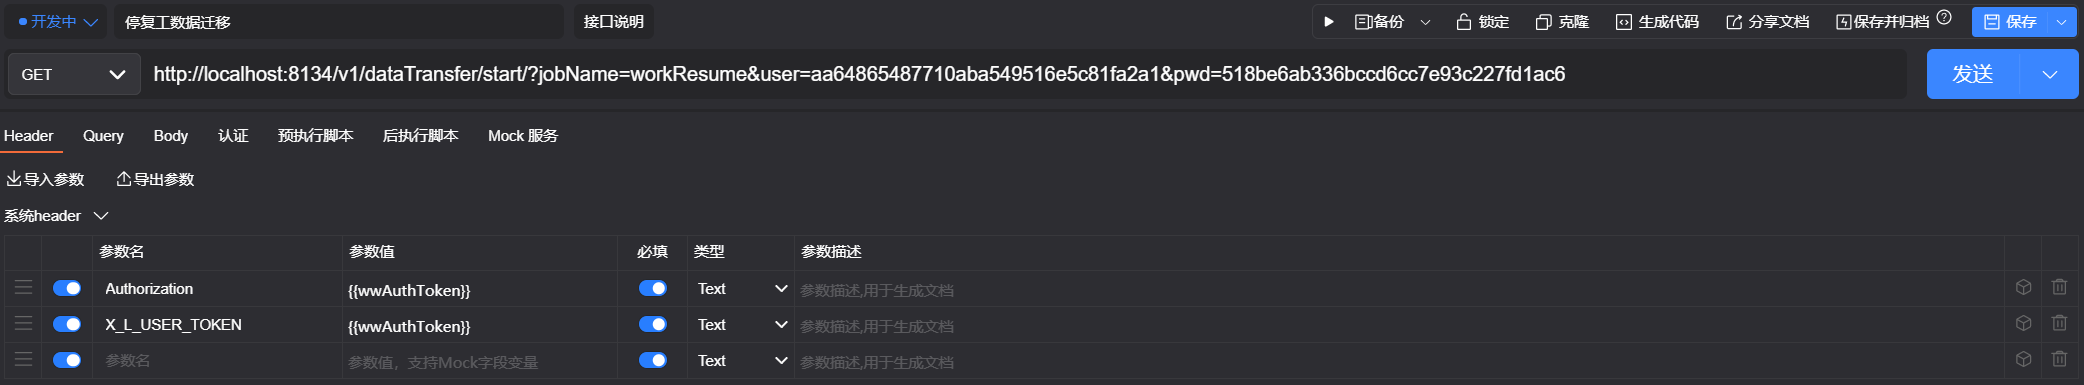 开发中 停复工数据迁移 接口说明 备份 锁定 克隆 生成代码 分享文档 保存并归档 保存
GET http://localhost:8134/v1/dataTransfer/start/?jobName=workResume&user=aa64865487710aba549516e5c81fa2a1&pwd=518be6ab336bccd6cc7e93c227fd1ac6 发送
Header Query Body 认证 预执行脚本 后执行脚本 Mock 服务
导入参数 导出参数
系统header
参数名 参数值 必填 类型 参数描述
Authorization {{wwAuthToken}} Text 参数描述,用于生成文档
X_L_USER_TOKEN {{wwAuthToken}} Text 参数描述,用于生成文档
参数名 参数值，支持Mock字段变量 Text 参数描述,用于生成文档